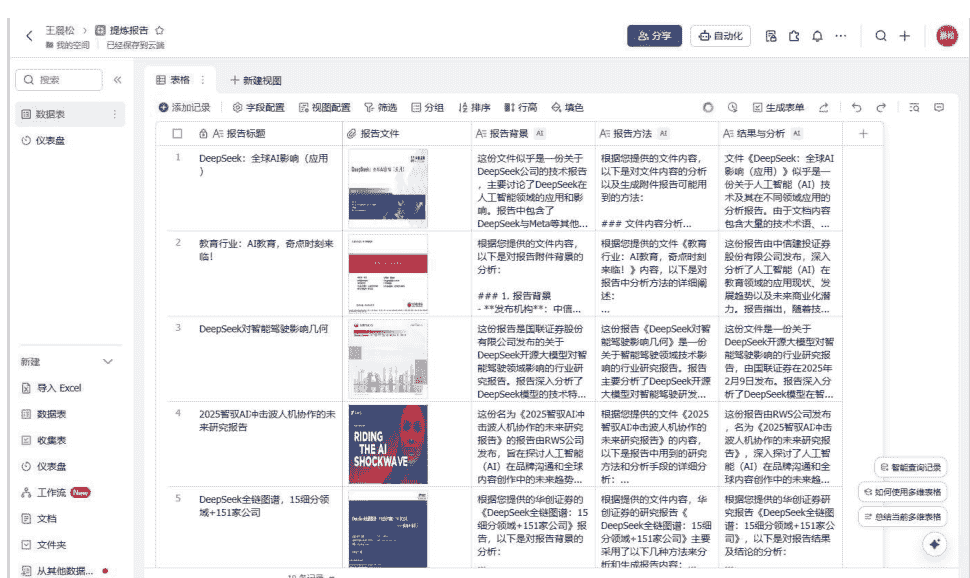 王晨松 > 提炼报告
我的空间 | 已经保存到云端
分享
自动化
晨松
搜索
数据表
仪表盘
表格
+ 新建视图
添加记录
字段配置
视图配置
筛选
分组
排序
行高
填色
生成表单
报告标题
报告文件
报告背景 AI
报告方法 AI
结果与分析 AI
1
DeepSeek：全球AI影响（应用
）
这份文件似乎是一份关于
DeepSeek公司的技术报告
，主要讨论了DeepSeek在
人工智能领域的应用和影
响。报告中包含了
DeepSeek与Meta等其他...
根据您提供的文件内容，
以下是对文件内容的分析
以及生成附件报告可能用
到的方法：
### 文件内容分析...
文件《DeepSeek：全球AI
影响（应用）》似乎是一
份关于人工智能（AI）技
术及其在不同领域应用的
分析报告。由于文档内容
包含大量的技术术语、...
2
教育行业：AI教育，奇点时刻来
临！
根据您提供的文件内容，
以下是对报告附件背景的
分析：
### 1. 报告背景
- **发布机构**：中信...
根据您提供的文件《教育
行业：AI教育，奇点时刻
来临！》内容，以下是对
报告中分析方法的详细阐
述：
...
这份报告由中信建投证券
股份有限公司发布，深入
分析了人工智能（AI）在
教育领域的应用现状、发
展趋势以及未来商业化潜
力。报告指出，随着技...
3
DeepSeek对智能驾驶影响几何
这份报告是国联证券股份
有限公司发布的关于
DeepSeek开源大模型对智
能驾驶领域影响的行业研
究报告。报告深入分析了
DeepSeek模型的技术特...
这份报告《DeepSeek对智
能驾驶影响几何》是一份
关于智能驾驶领域技术影
响的行业研究报告。报告
主要分析了DeepSeek开源
大模型对智能驾驶研发...
这份文件是一份关于
DeepSeek开源大模型对智
能驾驶影响的行业研究报
告，由国联证券在2025年
2月9日发布。报告深入分
析了DeepSeek模型在智...
4
2025智驭AI冲击波人机协作的未
来研究报告
RIDING
THE AI
SHOCKWAVE
这份名为《2025智驭AI冲
击波人机协作的未来研究
报告》的报告由RWS公司
发布，旨在探讨人工智能
（AI）在品牌沟通和全球
内容创作中的未来趋势...
根据您提供的文件《2025
智驭AI冲击波人机协作的
未来研究报告》的内容，
以下是报告中用到的研究
方法和分析手段的详细分
析：...
这份报告由RWS公司发布
，名为《2025智驭AI冲击
波人机协作的未来研究报
告》，深入探讨了人工智
能（AI）在品牌沟通和全
球内容创作中的未来趋...
5
DeepSeek全链图谱，15细分领
域+151家公司
根据您提供的华创证券的
《DeepSeek全链图谱：15
细分领域+151家公司》报
告，以下是对报告背景的
分析：
根据您提供的文件内容，华
创证券的研究报告《
DeepSeek全链图谱：15细
分领域+151家公司》主要
采用了以下几种方法来分
析和生成报告内容：
根据您提供的华创证券研
究报告《DeepSeek全链图
谱：15细分领域+151家公
司》，以下是对报告结果
及结论的分析：
新建
导入 Excel
数据表
收集表
仪表盘
工作流 New
文档
文件夹
从其他数据...
智能查询记录
如何使用多维表格
总结当前多维表格